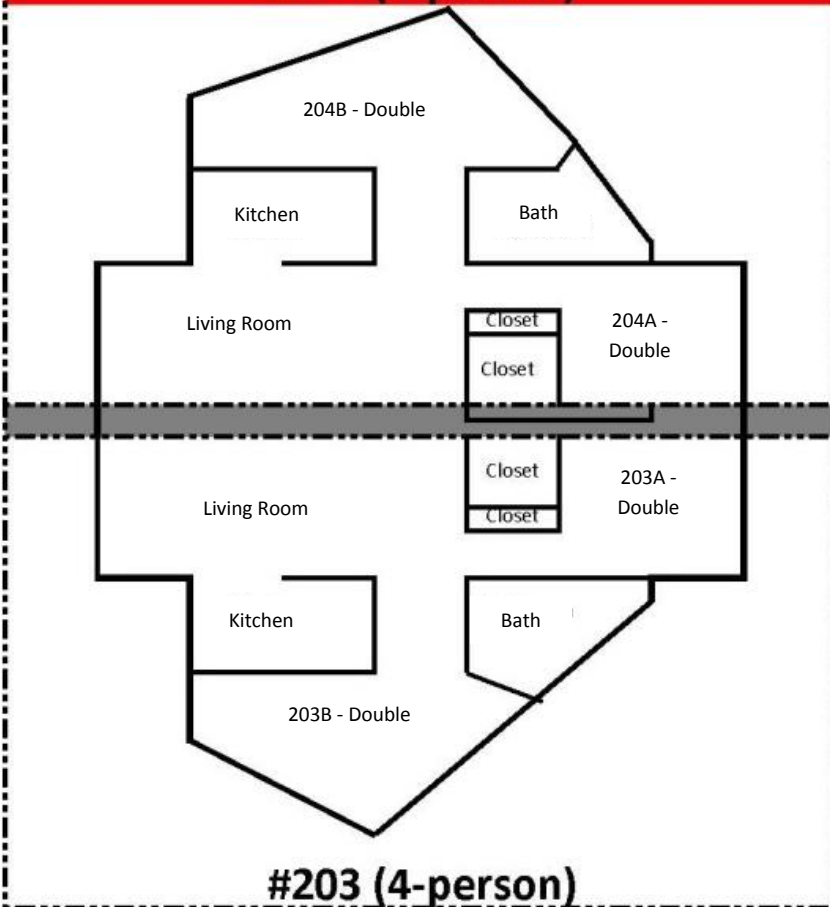 204B - Double
Kitchen
Bath
Living Room
Closet
204A -
Double
Closet
Closet
203A -
Double
Living Room
Closet
Kitchen
Bath
203B - Double
#203 (4-person)